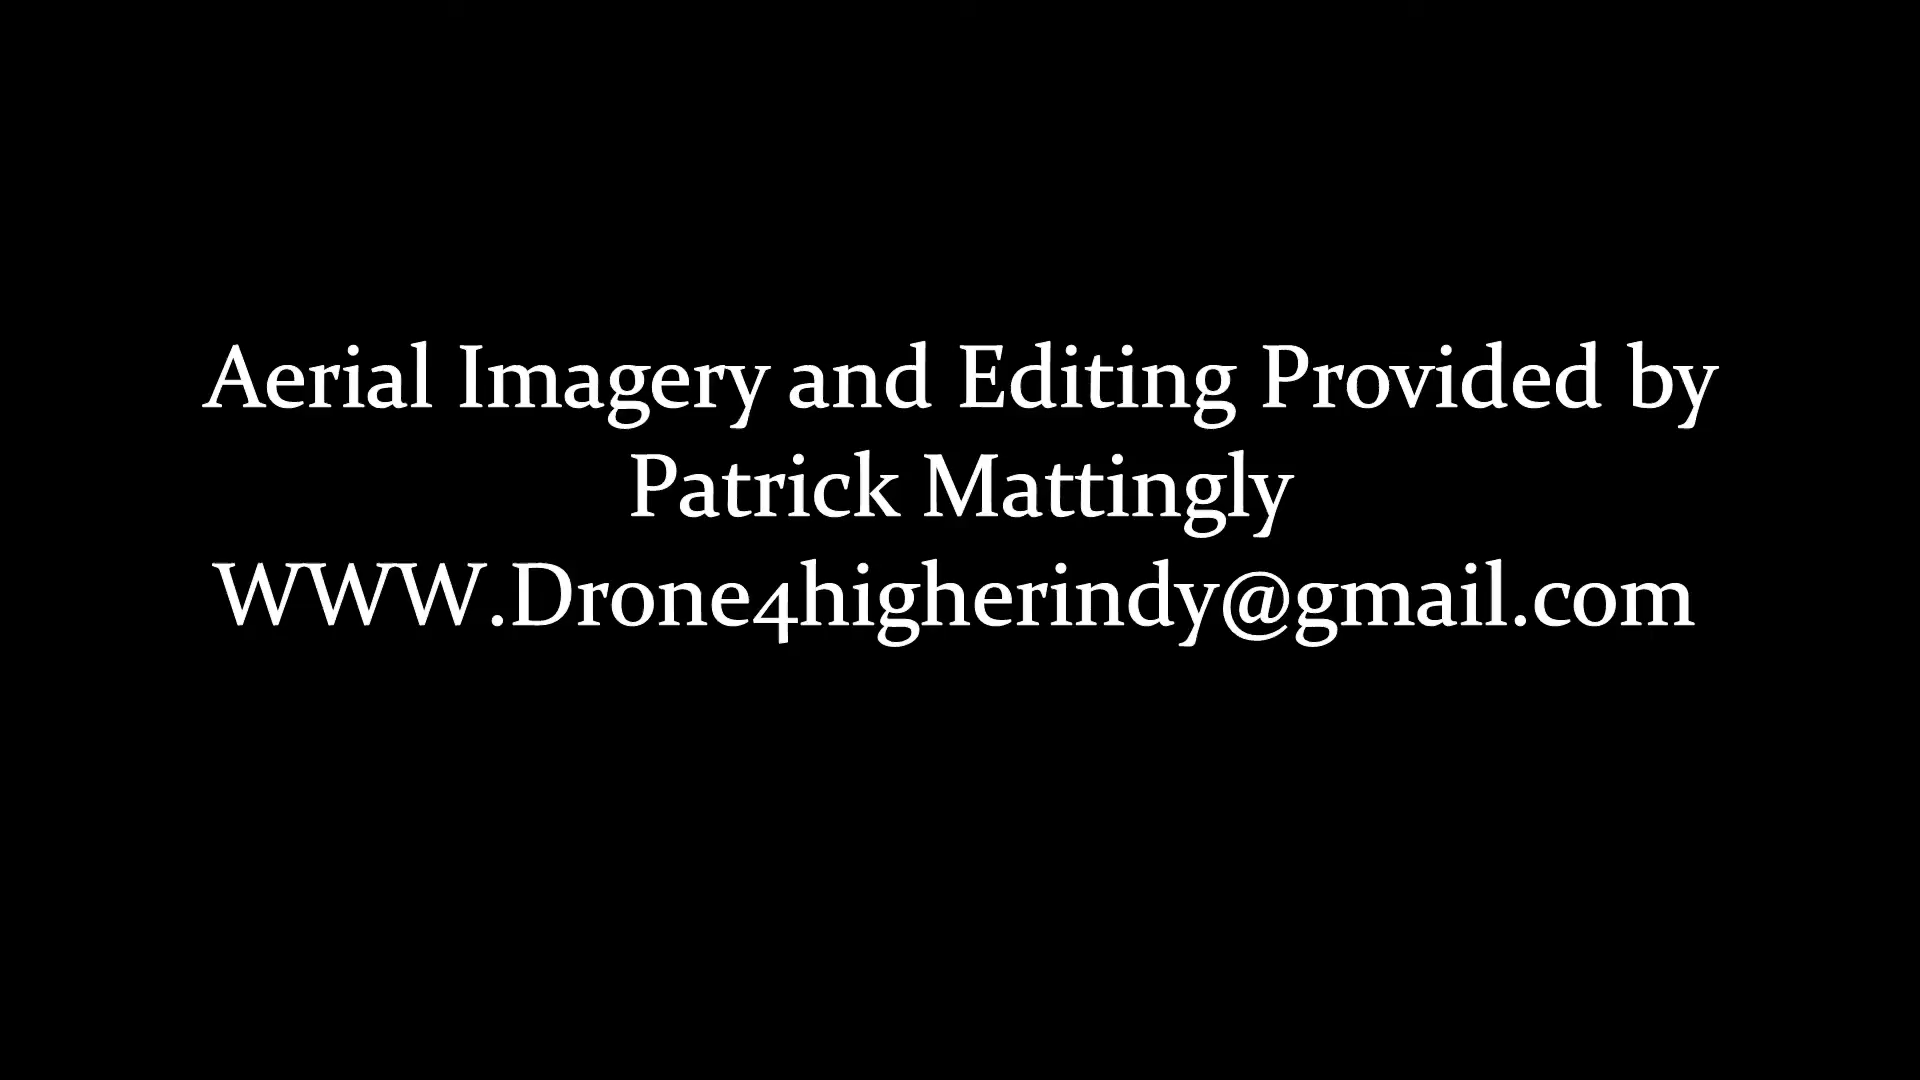 Aerial Imagery and Editing Provided by
Patrick Mattingly
WWW.Drone4higherindy@gmail.com